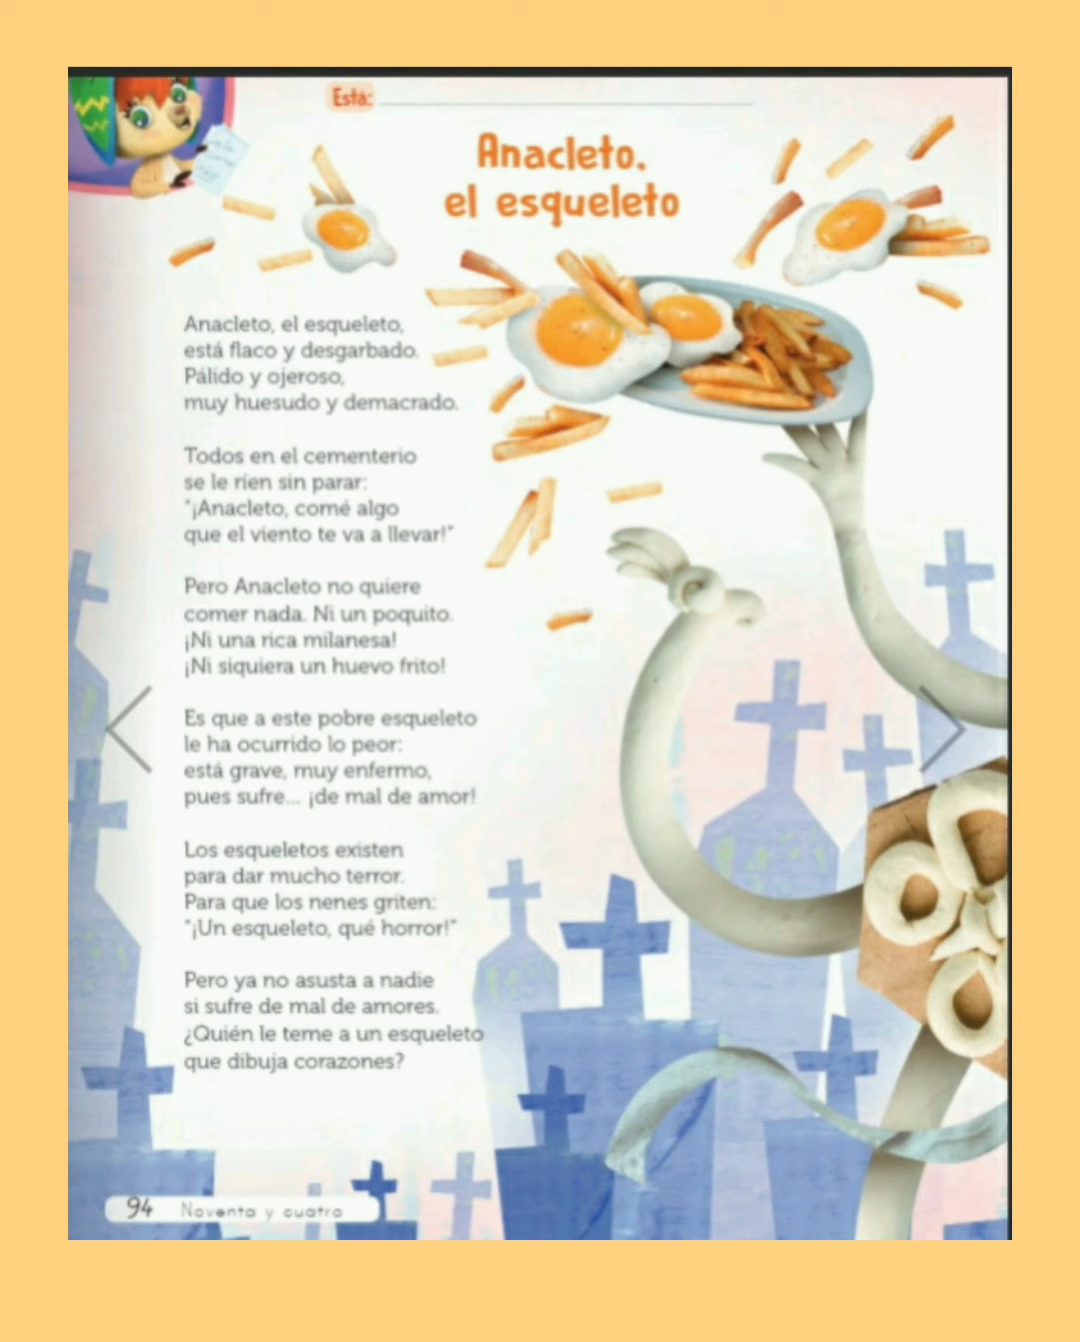 Está:
Anacleto,
el esqueleto
Anacleto, el esqueleto,
está flaco y desgarbado.
Pálido y ojeroso,
muy huesudo y demacrado.
Todos en el cementerio
se le ríen sin parar:
"¡Anacleto, comé algo
que el viento te va a llevar!"
Pero Anacleto no quiere
comer nada. Ni un poquito.
¡Ni una rica milanesa!
¡Ni siquiera un huevo frito!
Es que a este pobre esqueleto
le ha ocurrido lo peor:
está grave, muy enfermo,
pues sufre... ¡de mal de amor!
Los esqueletos existen
para dar mucho terror.
Para que los nenes griten:
"¡Un esqueleto, qué horror!"
Pero ya no asusta a nadie
si sufre de mal de amores.
¿Quién le teme a un esqueleto
que dibuja corazones?
94 Noventa y cuatro